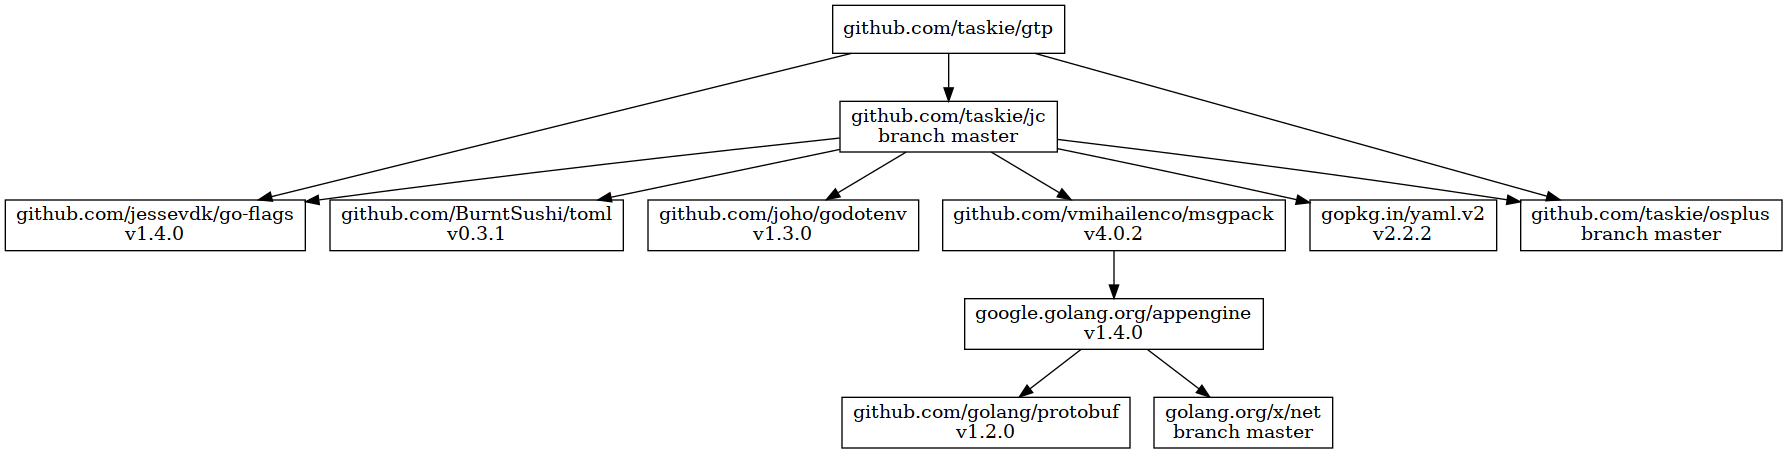 github.com/taskie/gtp
github.com/taskie/jc
branch master
github.com/jessevdk/go-flags
v1.4.0
github.com/BurntSushi/toml
v0.3.1
github.com/joho/godotenv
v1.3.0
github.com/vmihailenco/msgpack
v4.0.2
gopkg.in/yaml.v2
v2.2.2
github.com/taskie/osplus
branch master
google.golang.org/appengine
v1.4.0
github.com/golang/protobuf
v1.2.0
golang.org/x/net
branch master